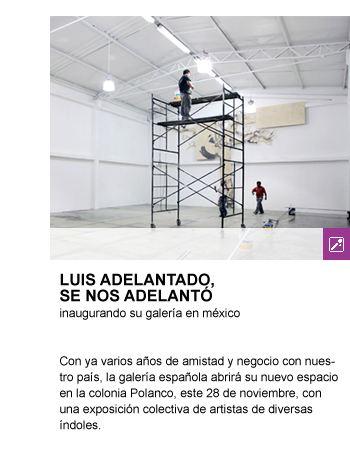 LUIS ADELANTADO,
SE NOS ADELANTÓ
inaugurando su galería en méxico
Con ya varios años de amistad y negocio con nues-
tro país, la galería española abrirá su nuevo espacio
en la colonia Polanco, este 28 de noviembre, con
una exposición colectiva de artistas de diversas
índoles.